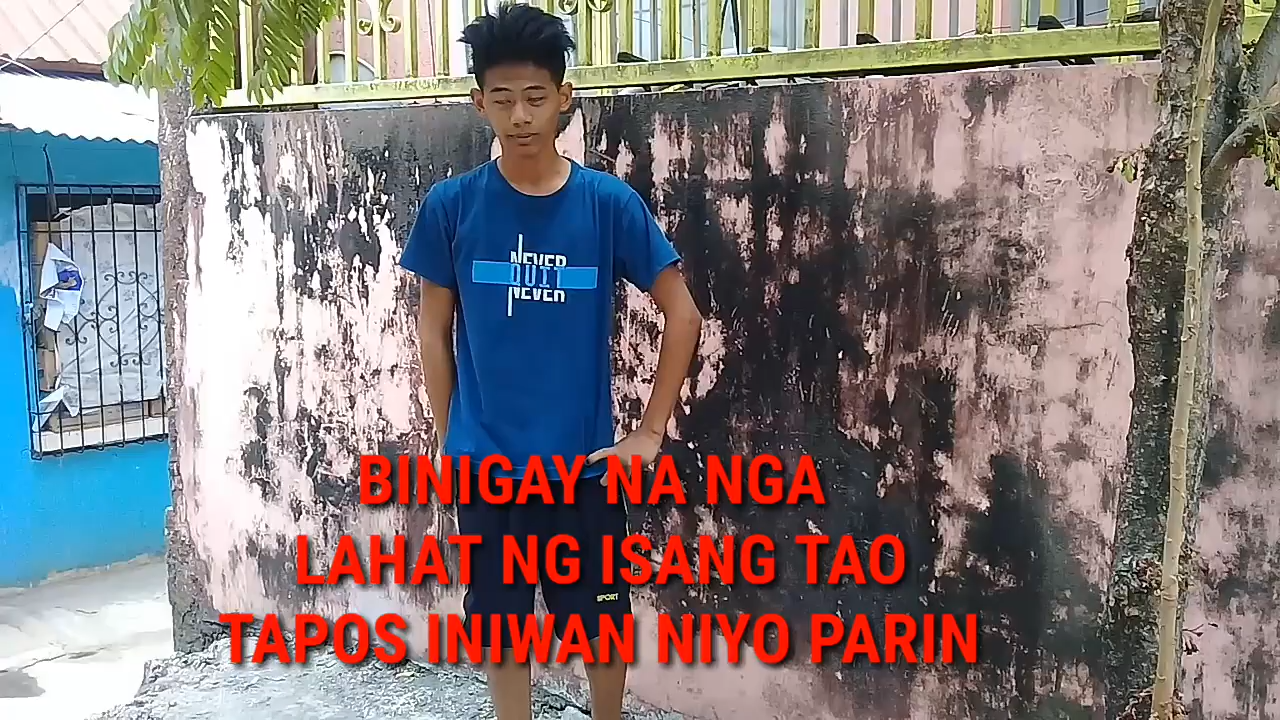 NEVER
QUIT
NEVER
BINIGAY NA NGA
LAHAT NG ISANG TAO
SPORT
TAPOS INIWAN NIYO PARIN